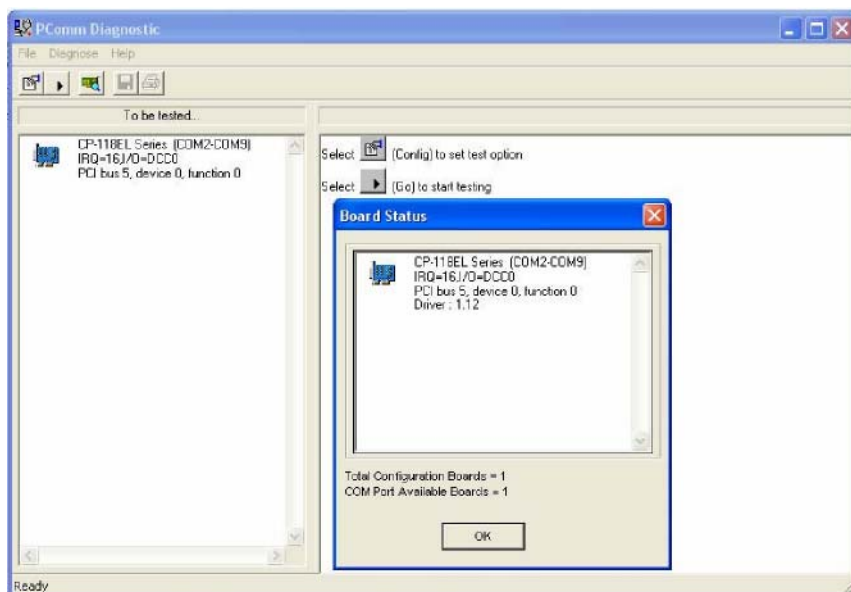 PComm Diagnostic
File Diagnose Help
To be tested...
CP-118EL Series (COM2-COM9)
IRQ=16,I/O=DCC0
PCI bus 5, device 0, function 0
Select (Config) to set test option
Select (Go) to start testing
Board Status
CP-118EL Series (COM2-COM9)
IRQ=16,I/O=DCC0
PCI bus 5, device 0, function 0
Driver : 1.12
Total Configuration Boards = 1
COM Port Available Boards = 1
OK
Ready